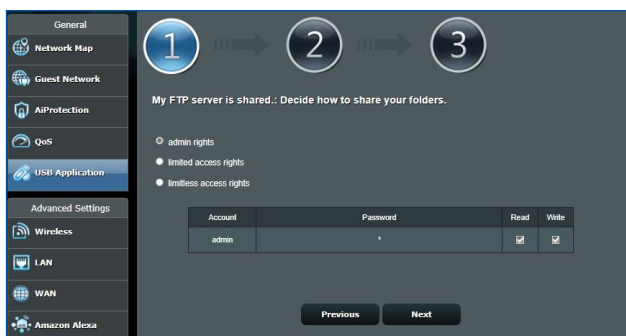 General
Network Map
Guest Network
AiProtection
QoS
USB Application
Advanced Settings
Wireless
LAN
WAN
Amazon Alexa
1 2 3
My FTP server is shared.: Decide how to share your folders.
admin rights
limited access rights
limitless access rights
Account Password Read Write
admin *
Previous Next